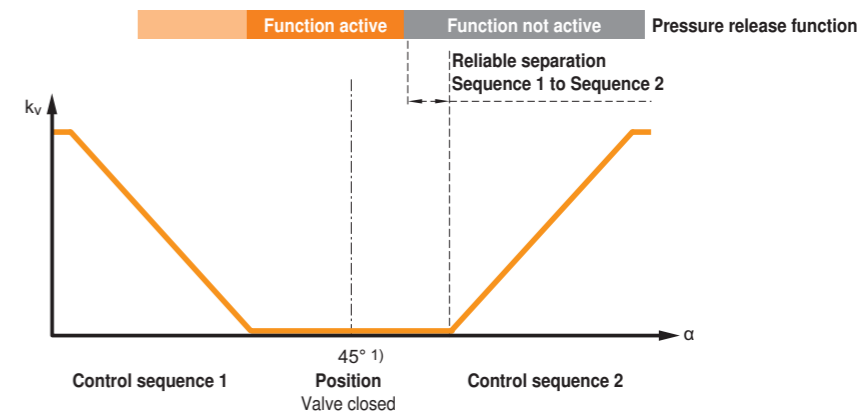 Function active Function not active Pressure release function
Reliable separation
Sequence 1 to Sequence 2
kv
α
45° 1)
Control sequence 1 Position Control sequence 2
Valve closed